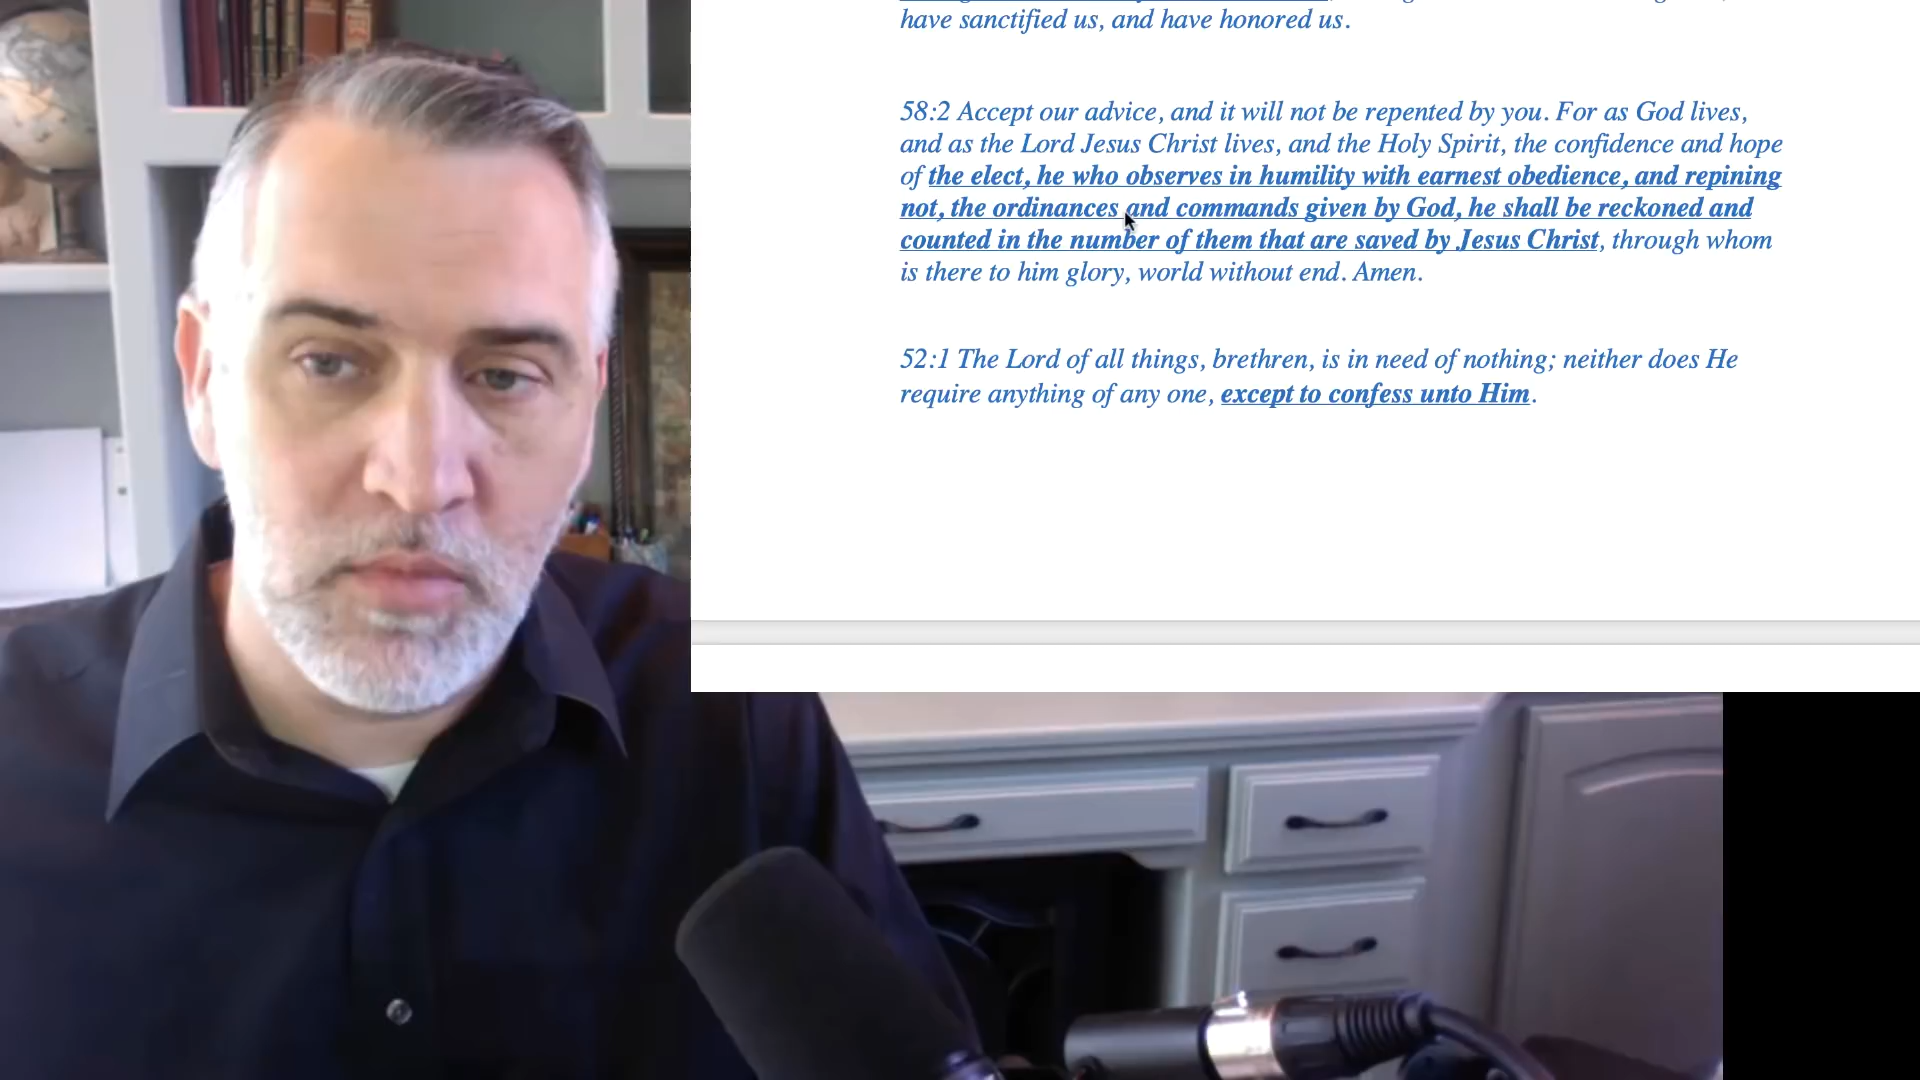 have sanctified us, and have honored us.
58:2 Accept our advice, and it will not be repented by you. For as God lives,
and as the Lord Jesus Christ lives, and the Holy Spirit, the confidence and hope
of the elect, he who observes in humility with earnest obedience, and repining
not, the ordinances and commands given by God, he shall be reckoned and
counted in the number of them that are saved by Jesus Christ, through whom
is there to him glory, world without end. Amen.
52:1 The Lord of all things, brethren, is in need of nothing; neither does He
require anything of any one, except to confess unto Him.